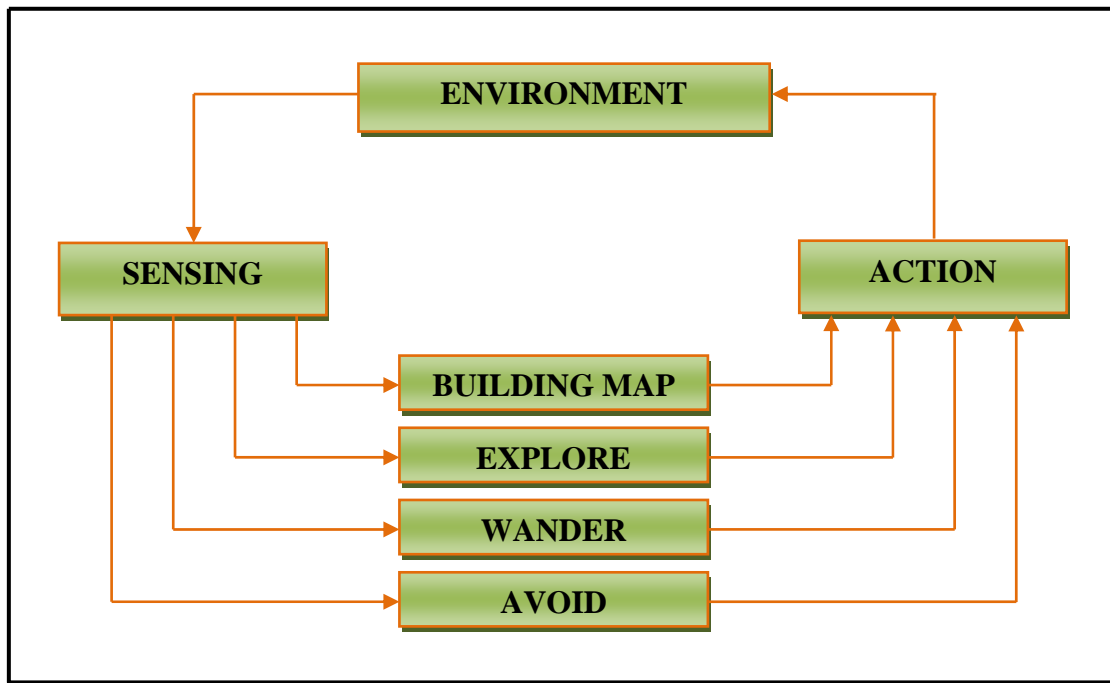 ENVIRONMENT
SENSING
ACTION
BUILDING MAP
EXPLORE
WANDER
AVOID